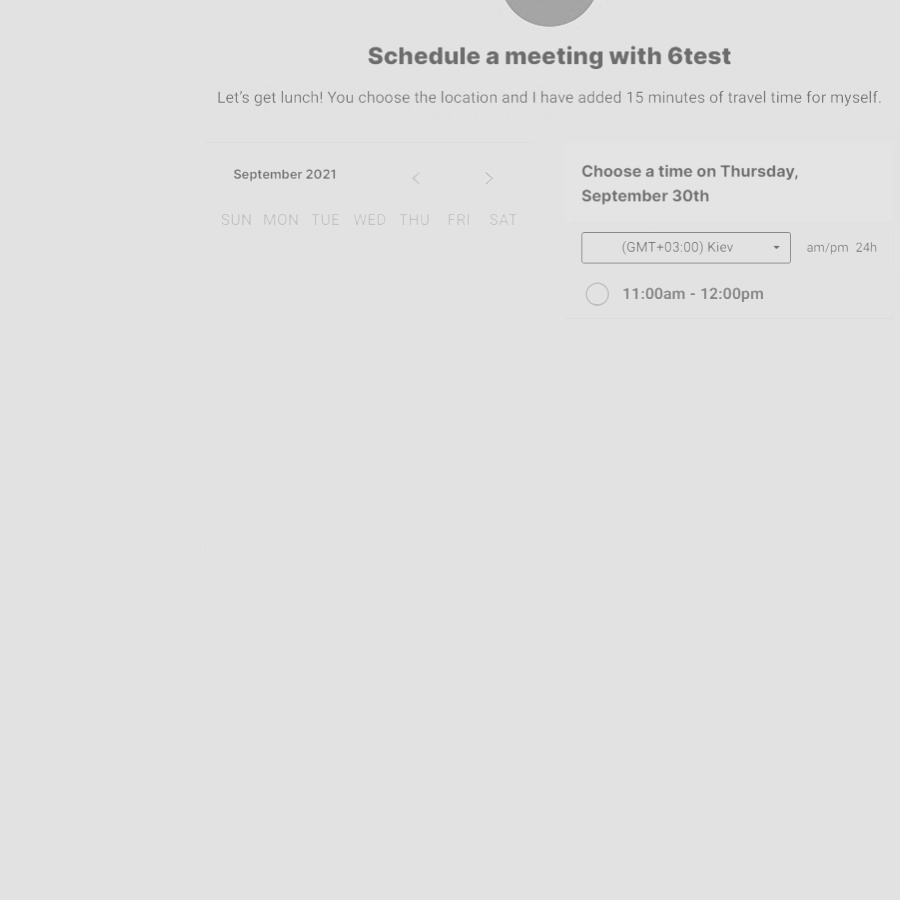 Schedule a meeting with 6test
Let's get lunch! You choose the location and I have added 15 minutes of travel time for myself.
September 2021
SUN MON TUE WED THU FRI SAT
Choose a time on Thursday,
September 30th
(GMT+03:00) Kiev
am/pm 24h
11:00am - 12:00pm